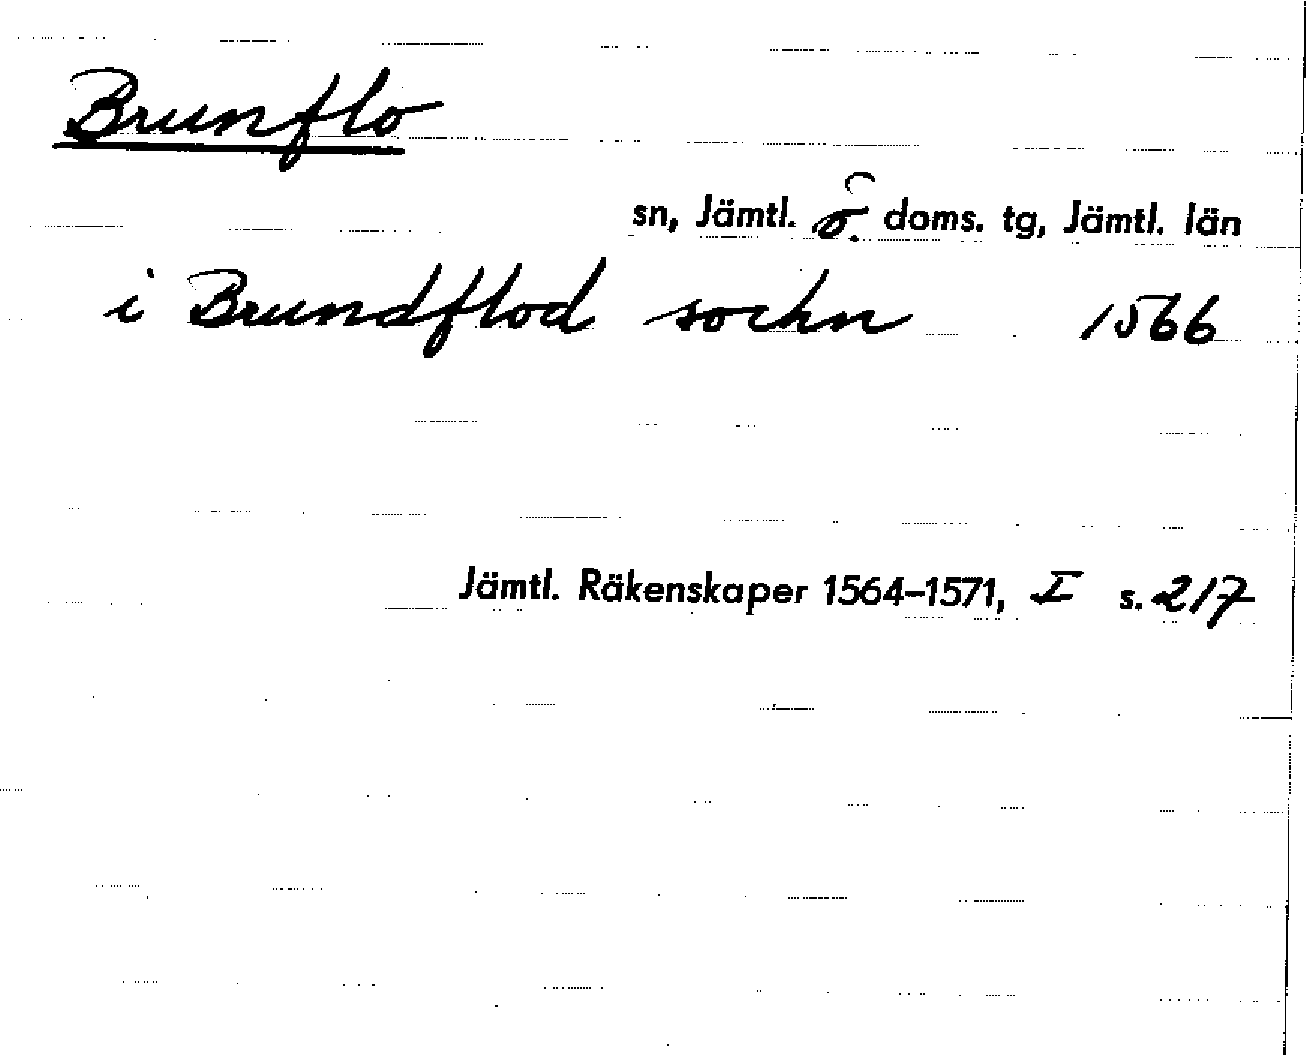 Brunflo
sn, Jämtl. ö. doms. tg, Jämtl. län
i Brundflod sochn 1566
Jämtl. Räkenskaper 1564–1571, I s. 217